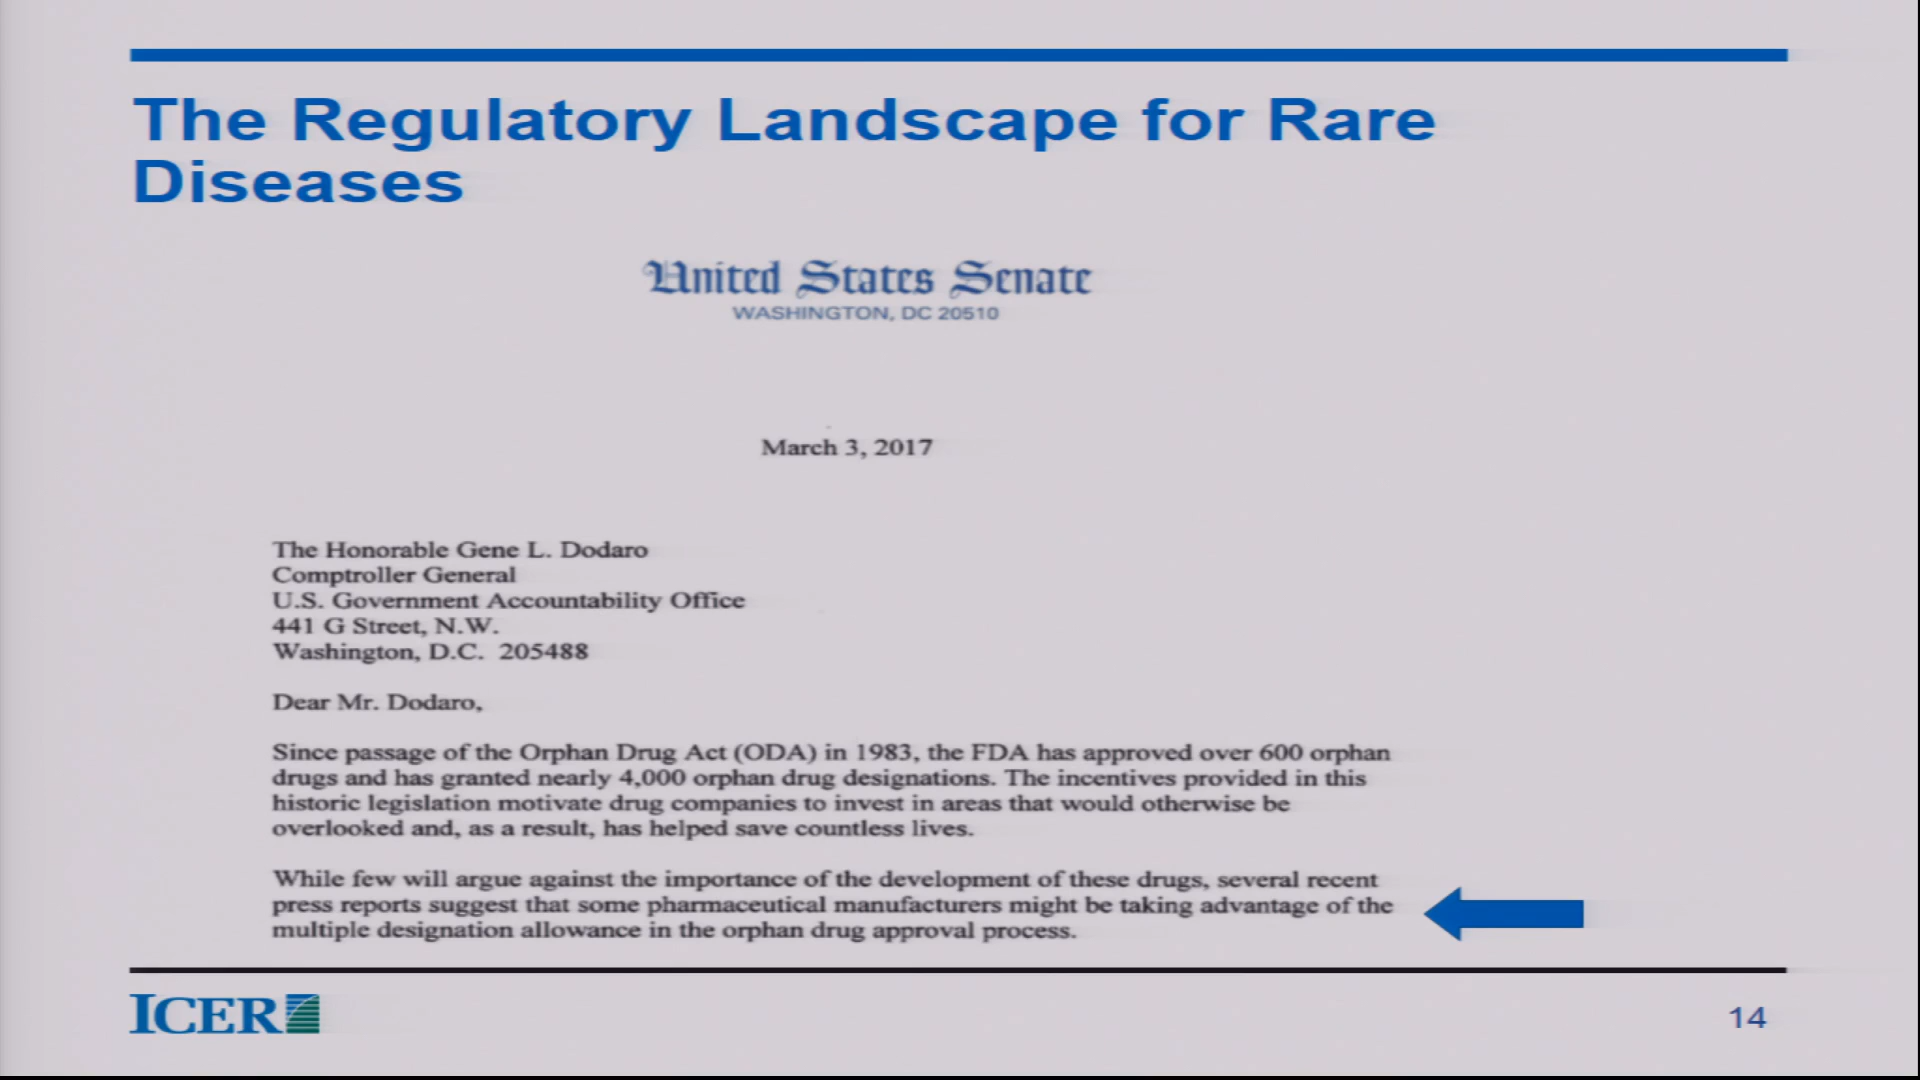 The Regulatory Landscape for Rare
Diseases
United States Senate
WASHINGTON, DC 20510
March 3, 2017
The Honorable Gene L. Dodaro
Comptroller General
U.S. Government Accountability Office
441 G Street, N.W.
Washington, D.C.  205488
Dear Mr. Dodaro,
Since passage of the Orphan Drug Act (ODA) in 1983, the FDA has approved over 600 orphan
drugs and has granted nearly 4,000 orphan drug designations. The incentives provided in this
historic legislation motivate drug companies to invest in areas that would otherwise be
overlooked and, as a result, has helped save countless lives.
While few will argue against the importance of the development of these drugs, several recent
press reports suggest that some pharmaceutical manufacturers might be taking advantage of the
multiple designation allowance in the orphan drug approval process.
ICER
14